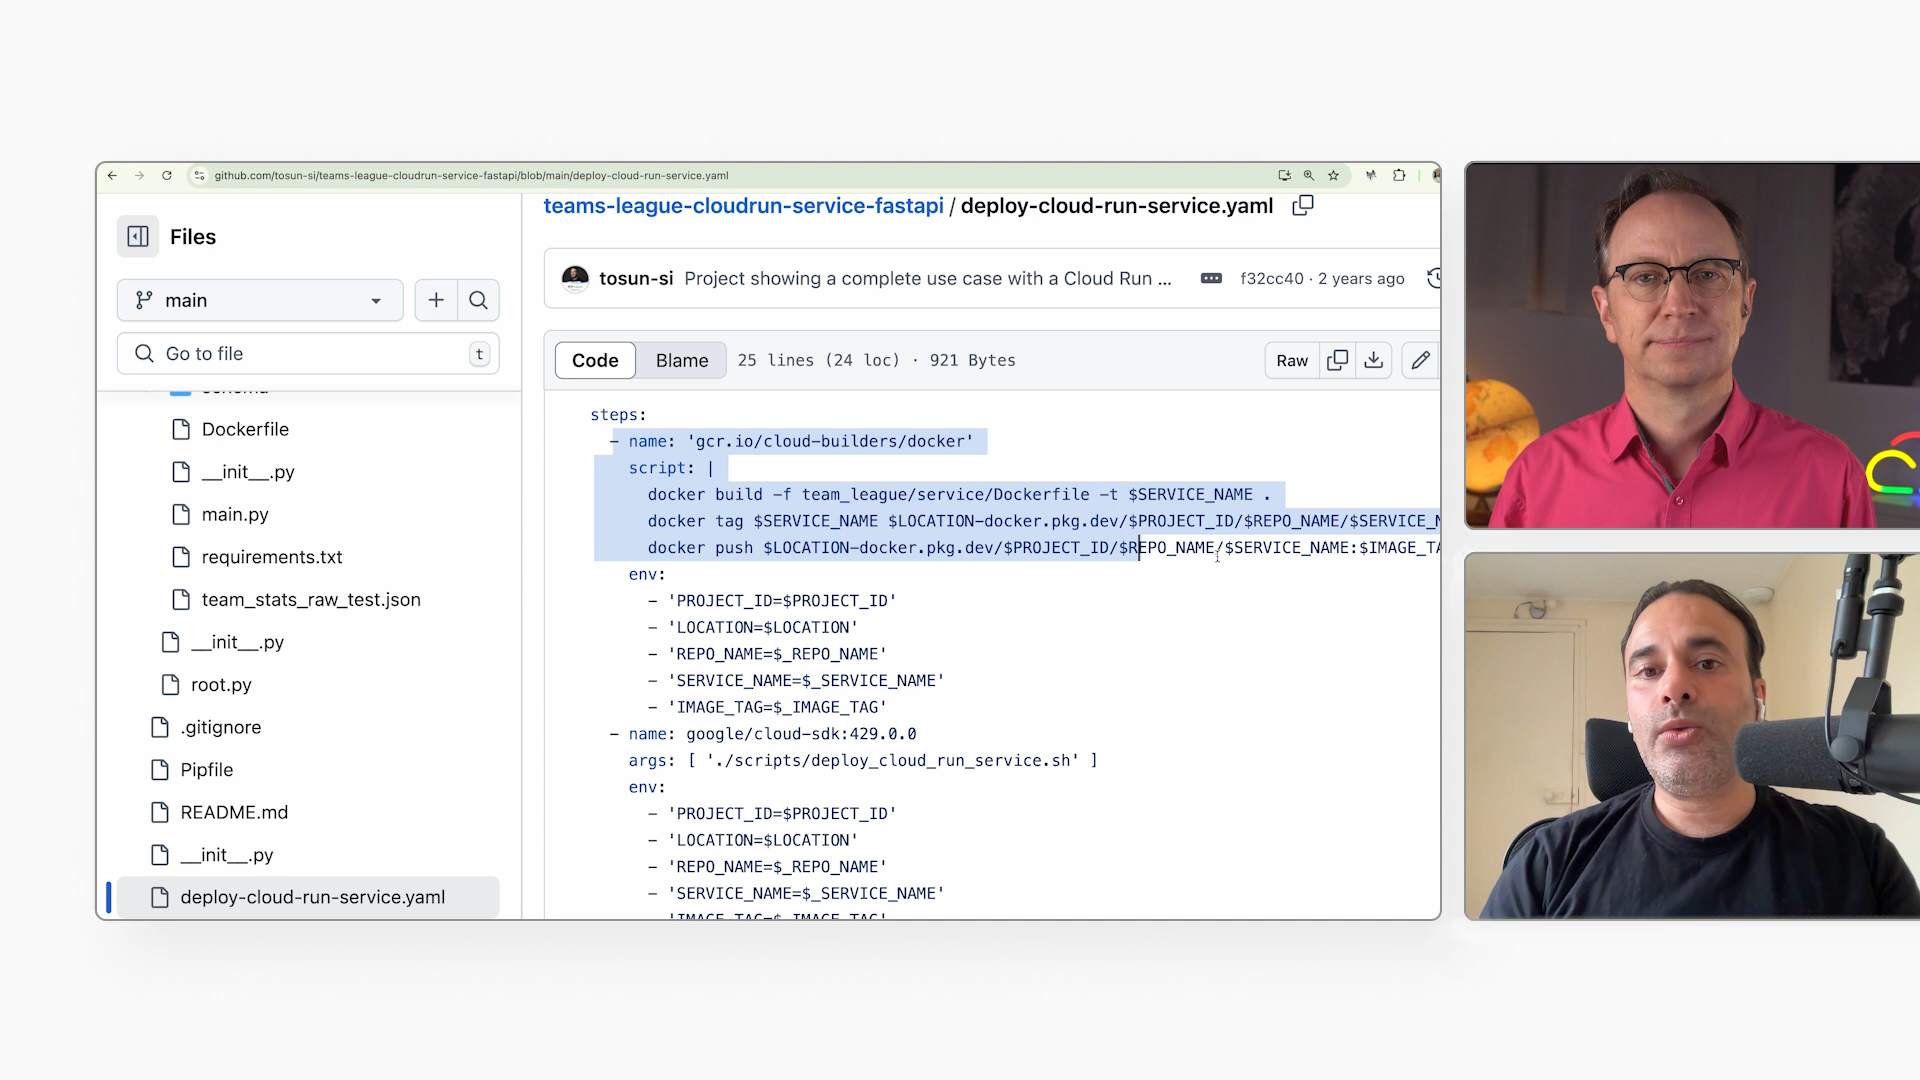 github.com/tosun-si/teams-league-cloudrun-service-fastapi/blob/main/deploy-cloud-run-service.yaml
Files
main
Go to file
t
Dockerfile
__init__.py
main.py
requirements.txt
team_stats_raw_test.json
__init__.py
root.py
.gitignore
Pipfile
README.md
__init__.py
deploy-cloud-run-service.yaml
teams-league-cloudrun-service-fastapi / deploy-cloud-run-service.yaml
tosun-si Project showing a complete use case with a Cloud Run ... f32cc40 · 2 years ago
Code Blame 25 lines (24 loc) · 921 Bytes Raw
steps:
- name: 'gcr.io/cloud-builders/docker'
script: |
docker build -f team_league/service/Dockerfile -t $SERVICE_NAME .
docker tag $SERVICE_NAME $LOCATION-docker.pkg.dev/$PROJECT_ID/$REPO_NAME/$SERVICE_N
docker push $LOCATION-docker.pkg.dev/$PROJECT_ID/$REPO_NAME/$SERVICE_NAME:$IMAGE_TA
env:
- 'PROJECT_ID=$PROJECT_ID'
- 'LOCATION=$LOCATION'
- 'REPO_NAME=$_REPO_NAME'
- 'SERVICE_NAME=$_SERVICE_NAME'
- 'IMAGE_TAG=$_IMAGE_TAG'
- name: google/cloud-sdk:429.0.0
args: [ './scripts/deploy_cloud_run_service.sh' ]
env:
- 'PROJECT_ID=$PROJECT_ID'
- 'LOCATION=$LOCATION'
- 'REPO_NAME=$_REPO_NAME'
- 'SERVICE_NAME=$_SERVICE_NAME'